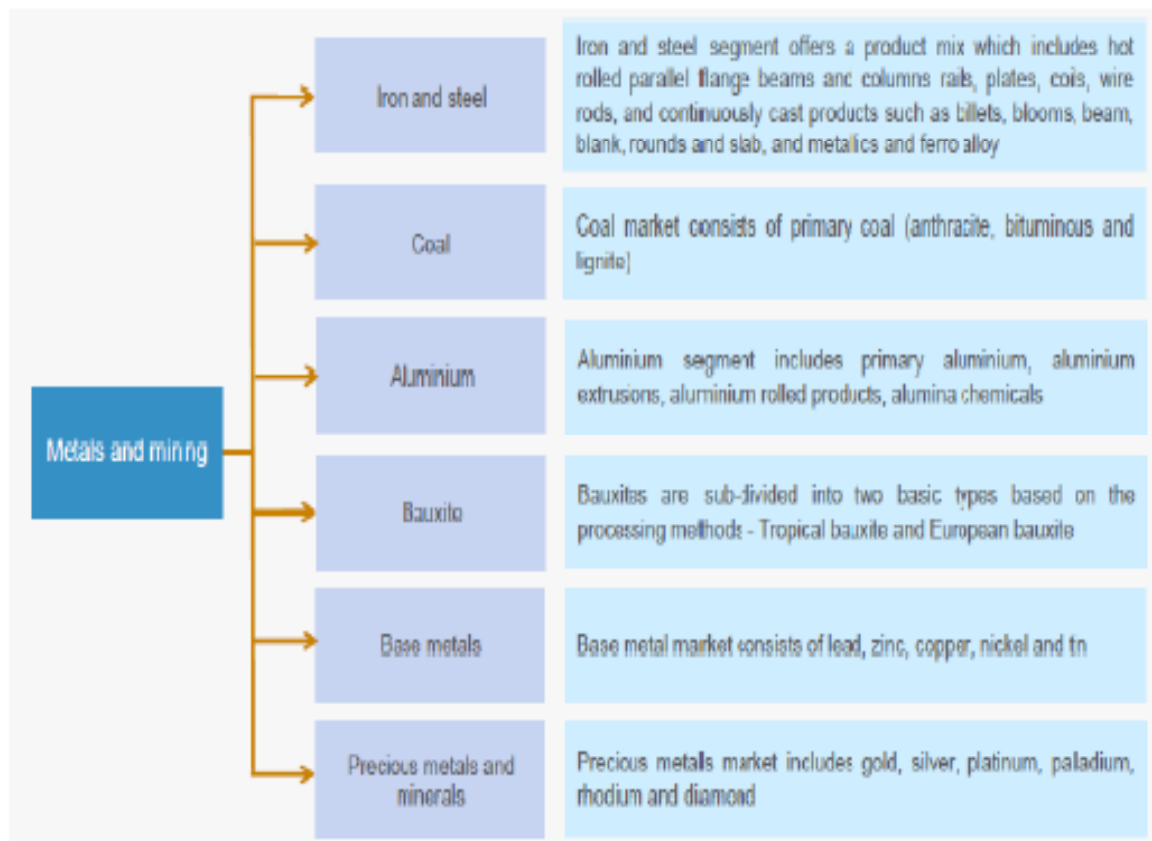 Iron and steel
Iron and steel segment offers a product mix which includes hot
rolled parallel flange beams and columns rails, plates, coils, wire
rods, and continuously cast products such as billets, blooms, beam,
blank, rounds and slab, and metallics and ferro alloy
Coal
Coal market consists of primary coal (anthracite, bituminous and
lignite)
Aluminium
Aluminium segment includes primary aluminium, aluminium
extrusions, aluminium rolled products, alumina chemicals
Metals and mining
Bauxite
Bauxites are sub-divided into two basic types based on the
processing methods - Tropical bauxite and European bauxite
Base metals
Base metal market consists of lead, zinc, copper, nickel and tin
Precious metals and
minerals
Precious metals market includes gold, silver, platinum, palladium,
rhodium and diamond